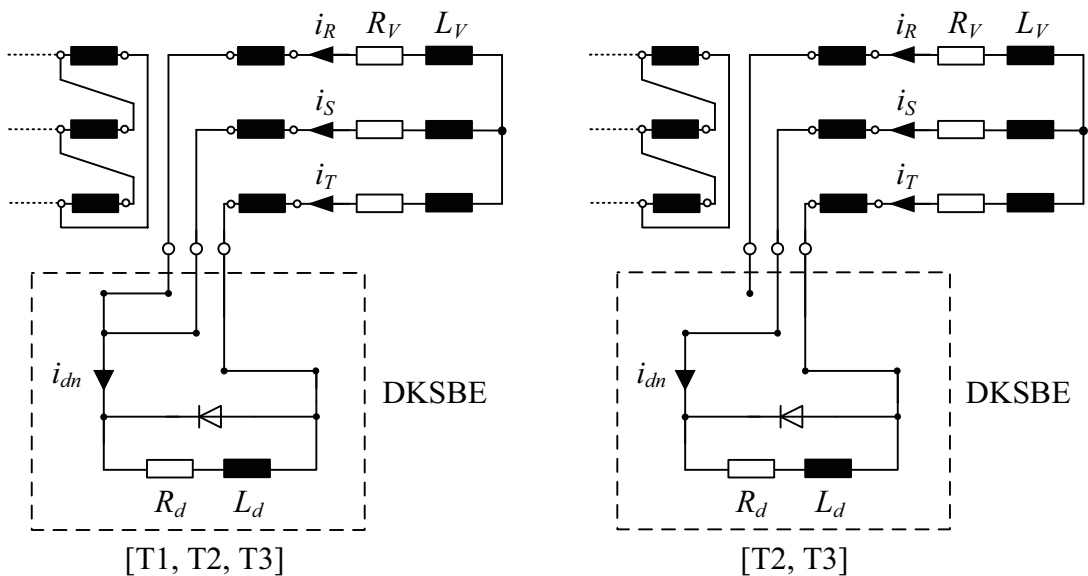 i_R R_V L_V
i_S
i_T
i_dn
DKSBE
R_d L_d
[T1, T2, T3]
i_R R_V L_V
i_S
i_T
i_dn
DKSBE
R_d L_d
[T2, T3]